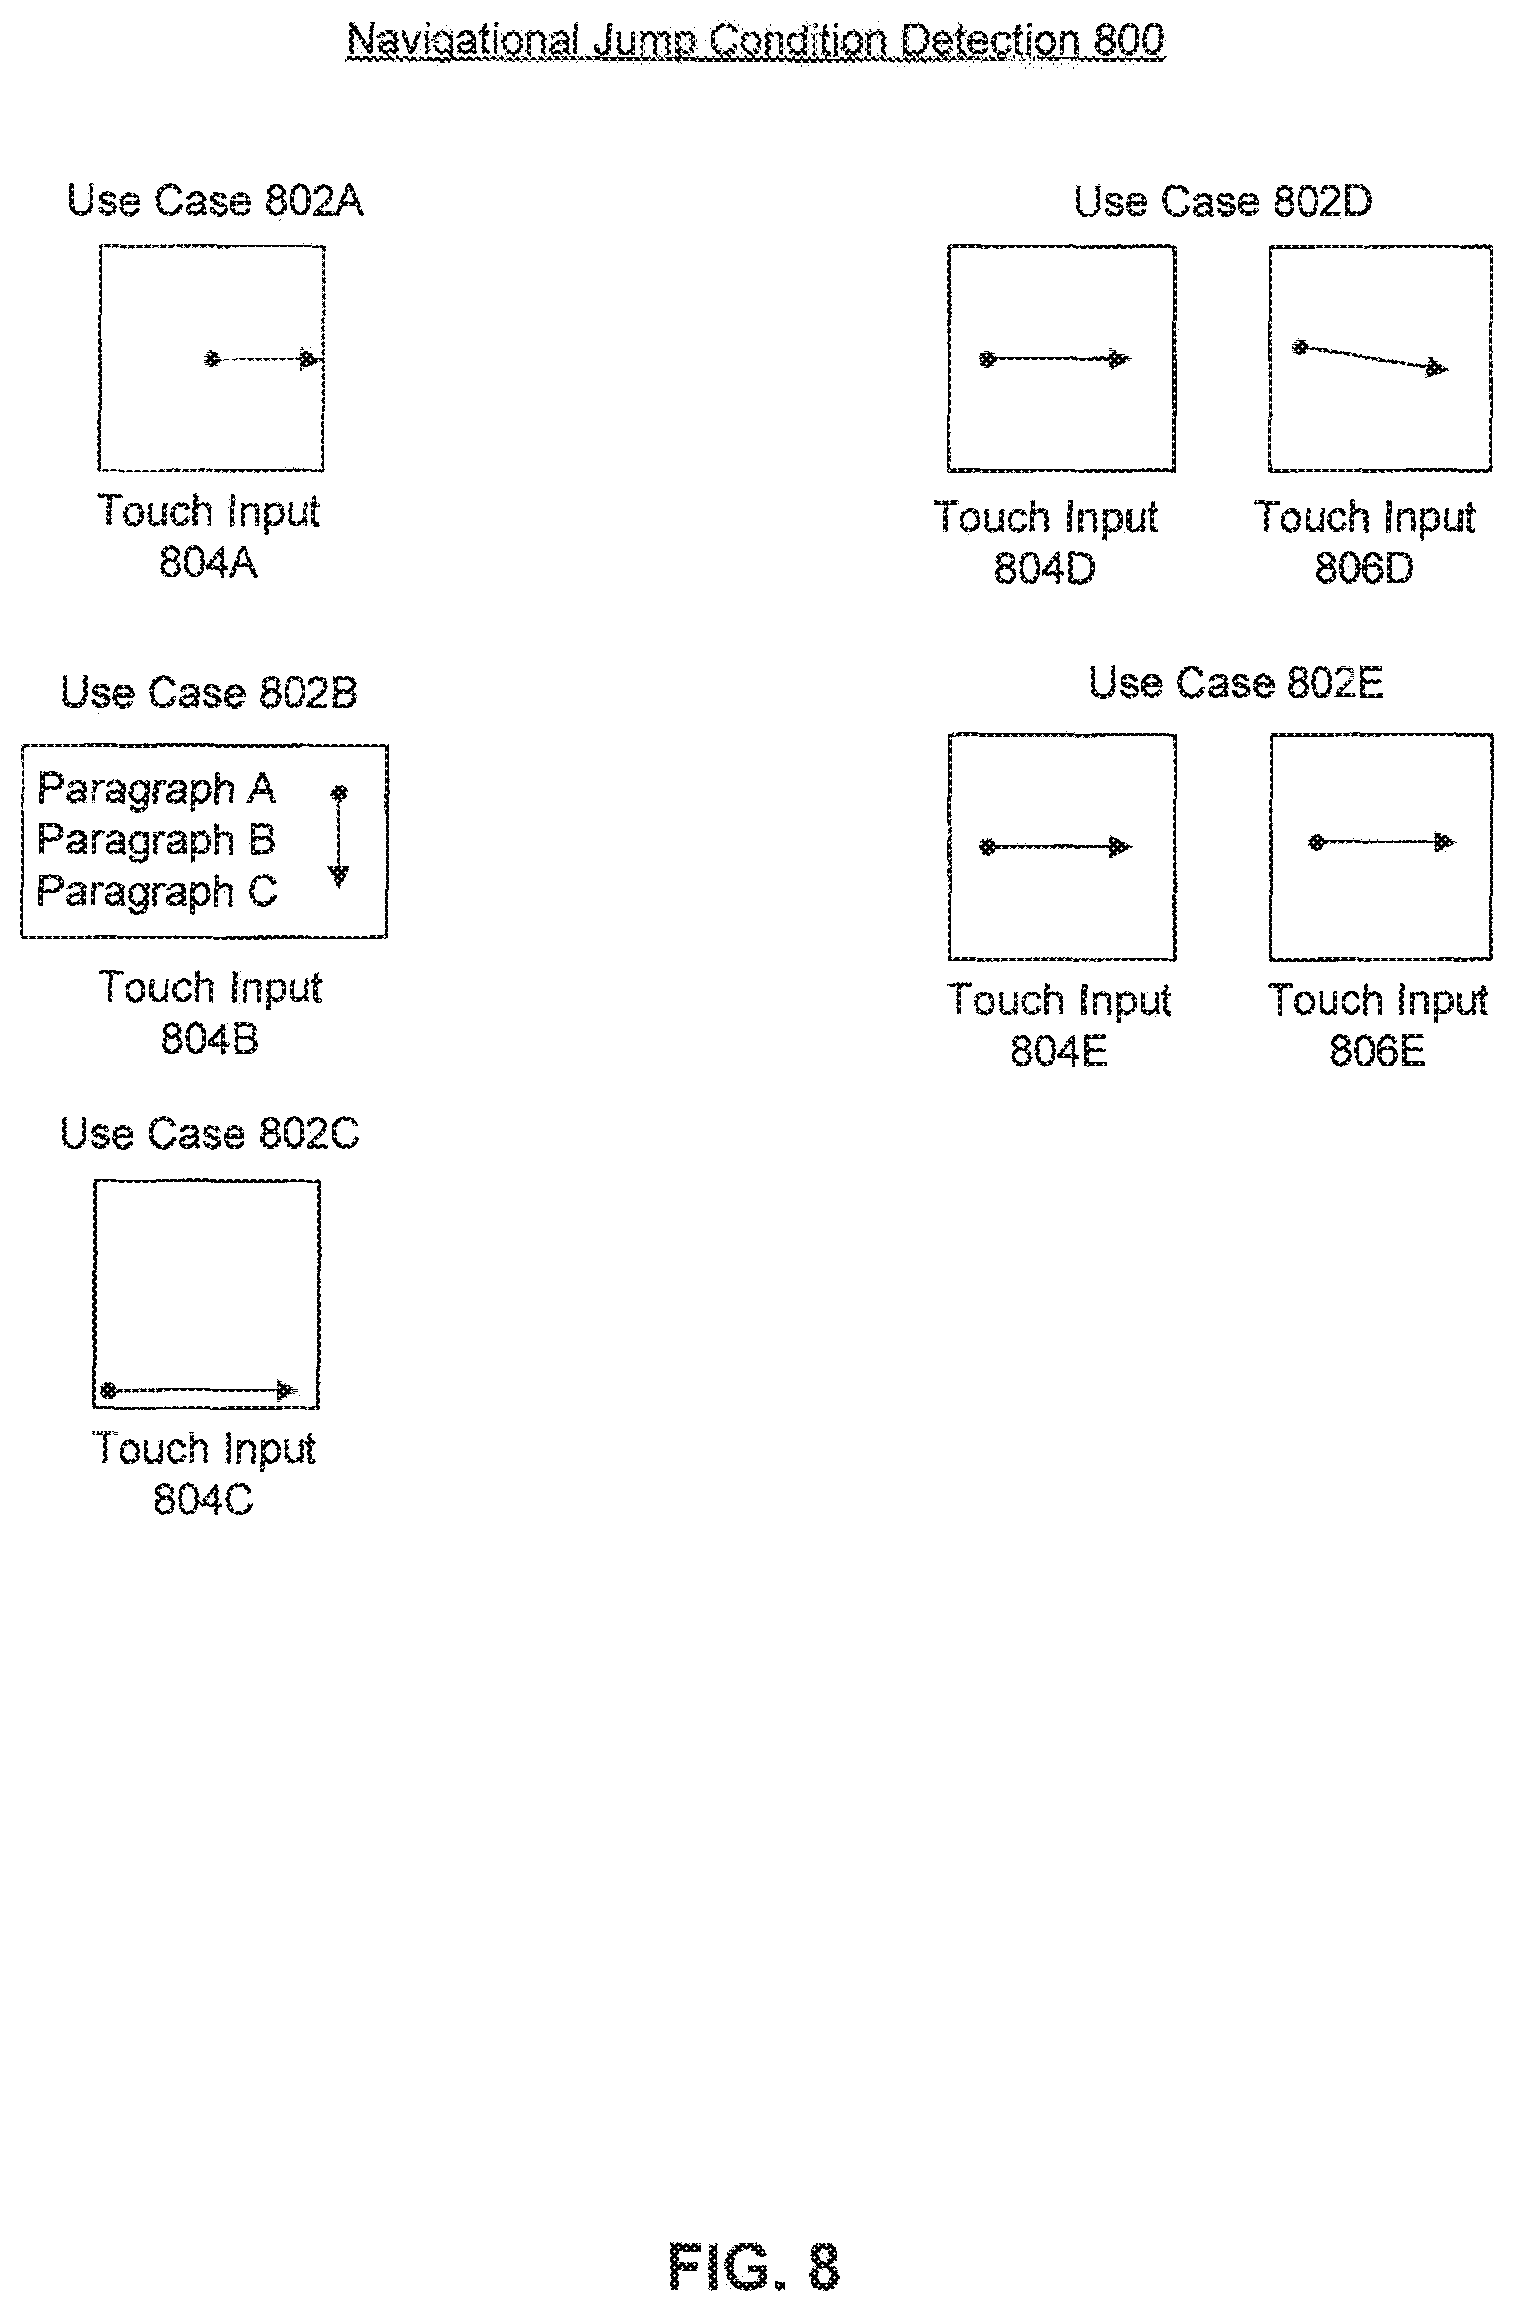 Navigational Jump Condition Detection 800
Use Case 802A
Touch Input
804A
Use Case 802B
Paragraph A
Paragraph B
Paragraph C
Touch Input
804B
Use Case 802C
Touch Input
804C
Use Case 802D
Touch Input
804D
Touch Input
806D
Use Case 802E
Touch Input
804E
Touch Input
806E
FIG. 8